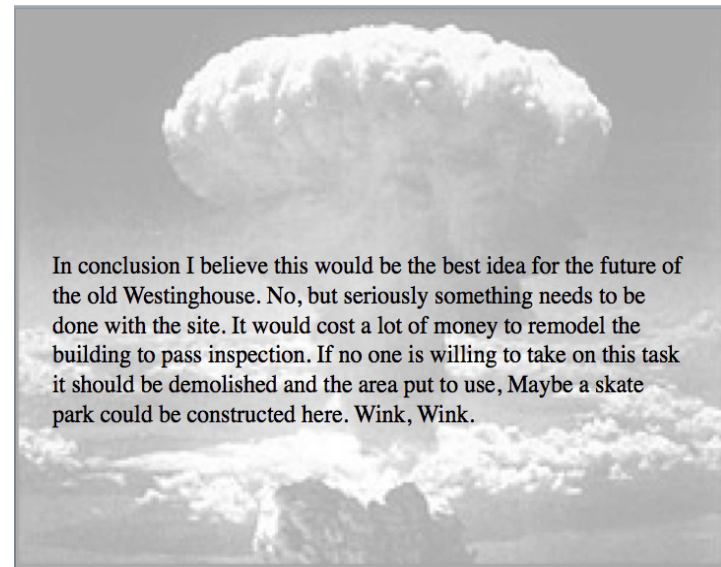 In conclusion I believe this would be the best idea for the future of
the old Westinghouse. No, but seriously something needs to be
done with the site. It would cost a lot of money to remodel the
building to pass inspection. If no one is willing to take on this task
it should be demolished and the area put to use, Maybe a skate
park could be constructed here. Wink, Wink.